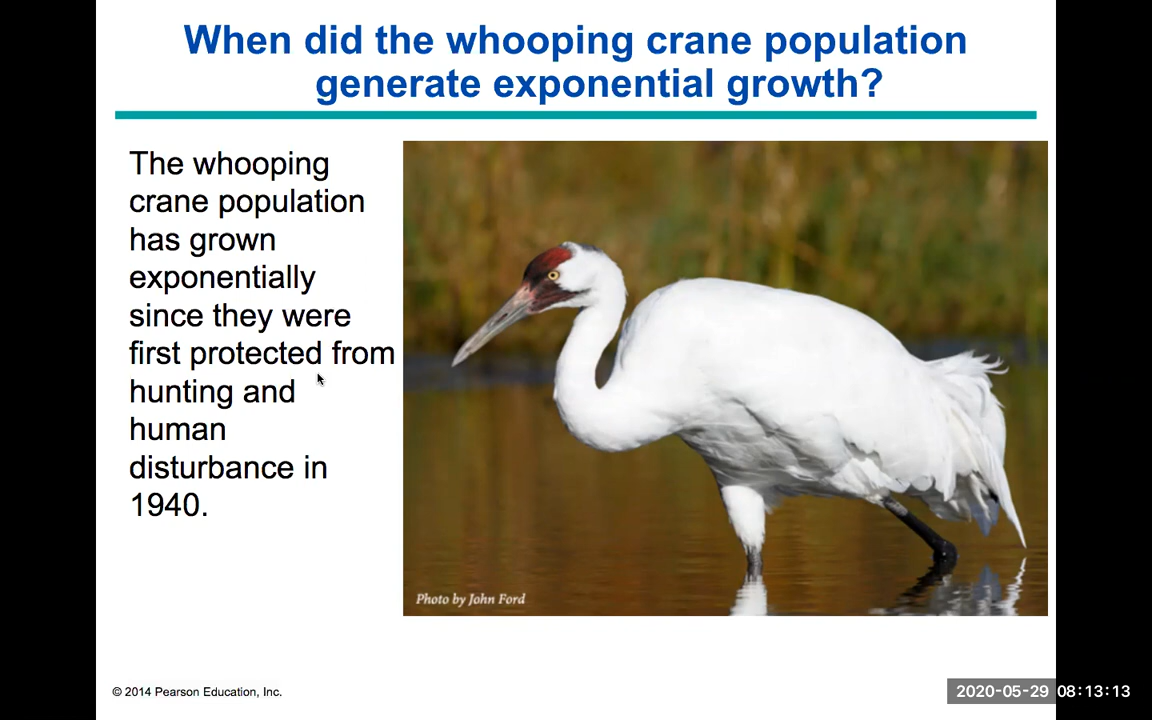 When did the whooping crane population
generate exponential growth?
The whooping
crane population
has grown
exponentially
since they were
first protected from
hunting and
human
disturbance in
1940.
Photo by John Ford
© 2014 Pearson Education, Inc.
2020-05-29 08:13:13